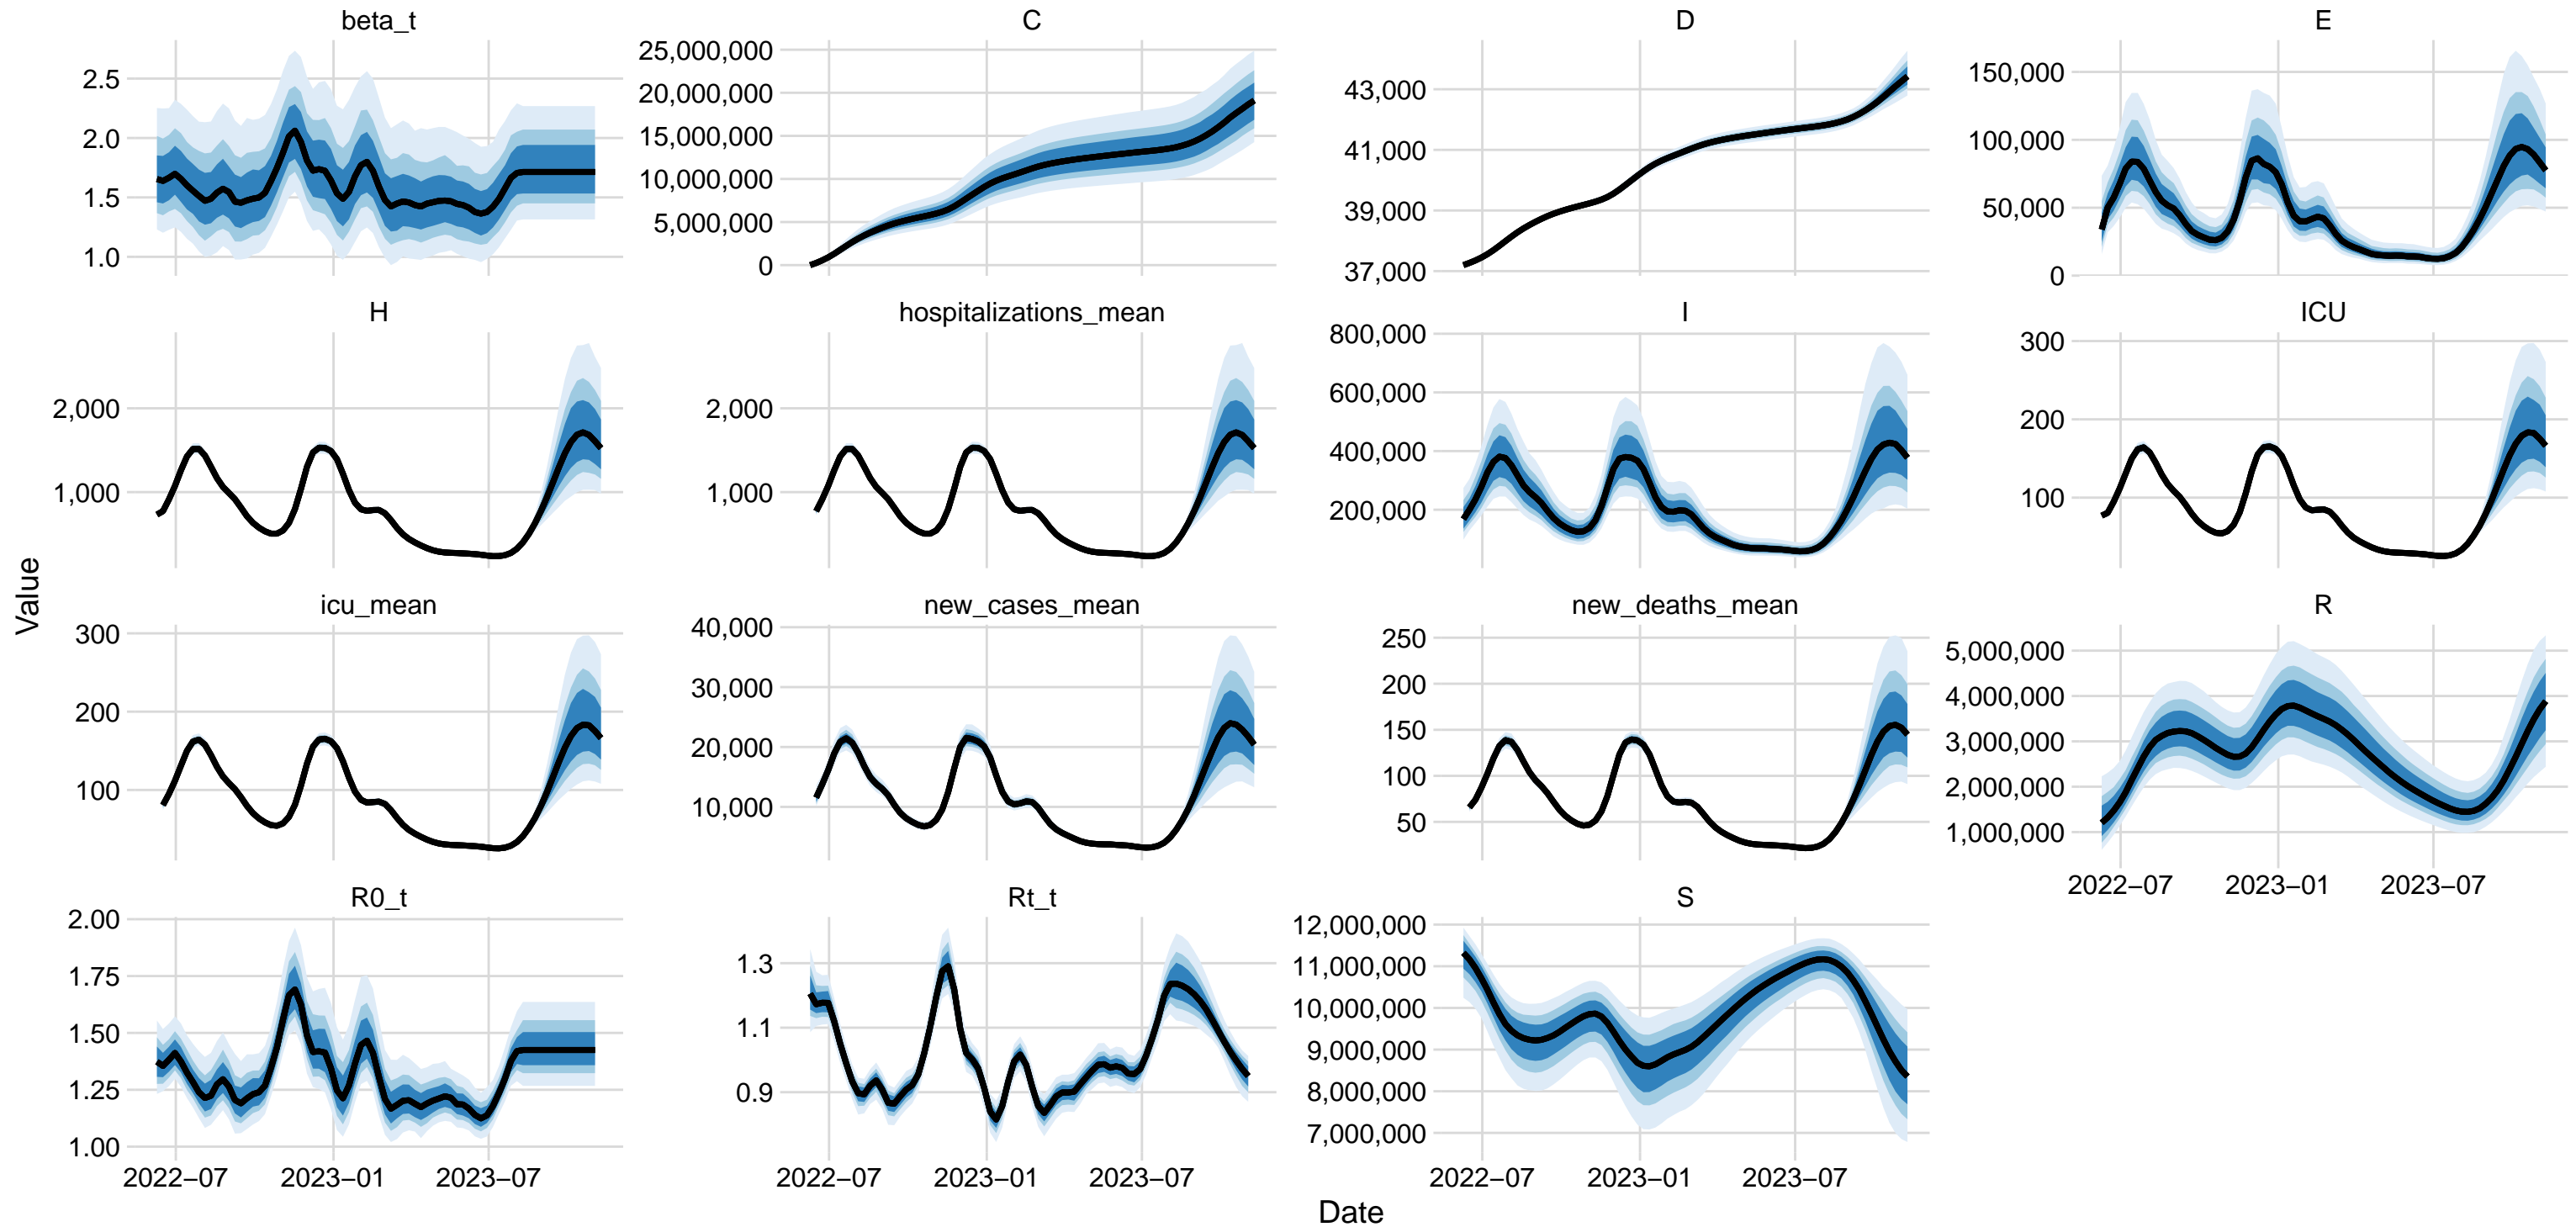 beta_t
C
D
E
2.5
2.0
1.5
1.0
25,000,000
20,000,000
15,000,000
10,000,000
5,000,000
0
43,000
41,000
39,000
37,000
150,000
100,000
50,000
0
H
hospitalizations_mean
I
ICU
2,000
1,000
2,000
1,000
800,000
600,000
400,000
200,000
300
200
100
Value
icu_mean
new_cases_mean
new_deaths_mean
R
300
200
100
40,000
30,000
20,000
10,000
250
200
150
100
50
5,000,000
4,000,000
3,000,000
2,000,000
1,000,000
2022−07 2023−01 2023−07
R0_t
Rt_t
S
2.00
1.75
1.50
1.25
1.00
1.3
1.1
0.9
12,000,000
11,000,000
10,000,000
9,000,000
8,000,000
7,000,000
2022−07 2023−01 2023−07
2022−07 2023−01 2023−07
2022−07 2023−01 2023−07
Date